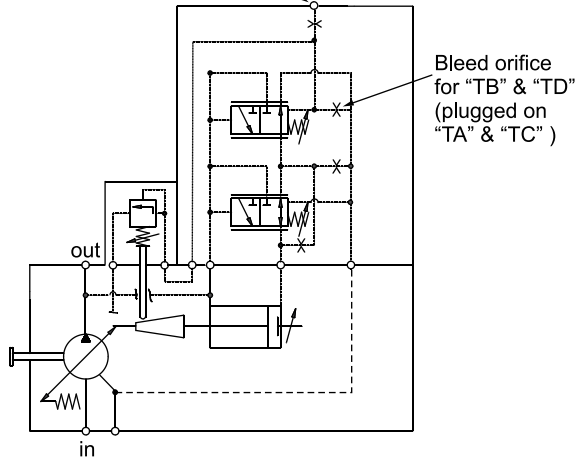 Bleed orifice
for “TB” & “TD”
(plugged on
“TA” & “TC” )
out
in